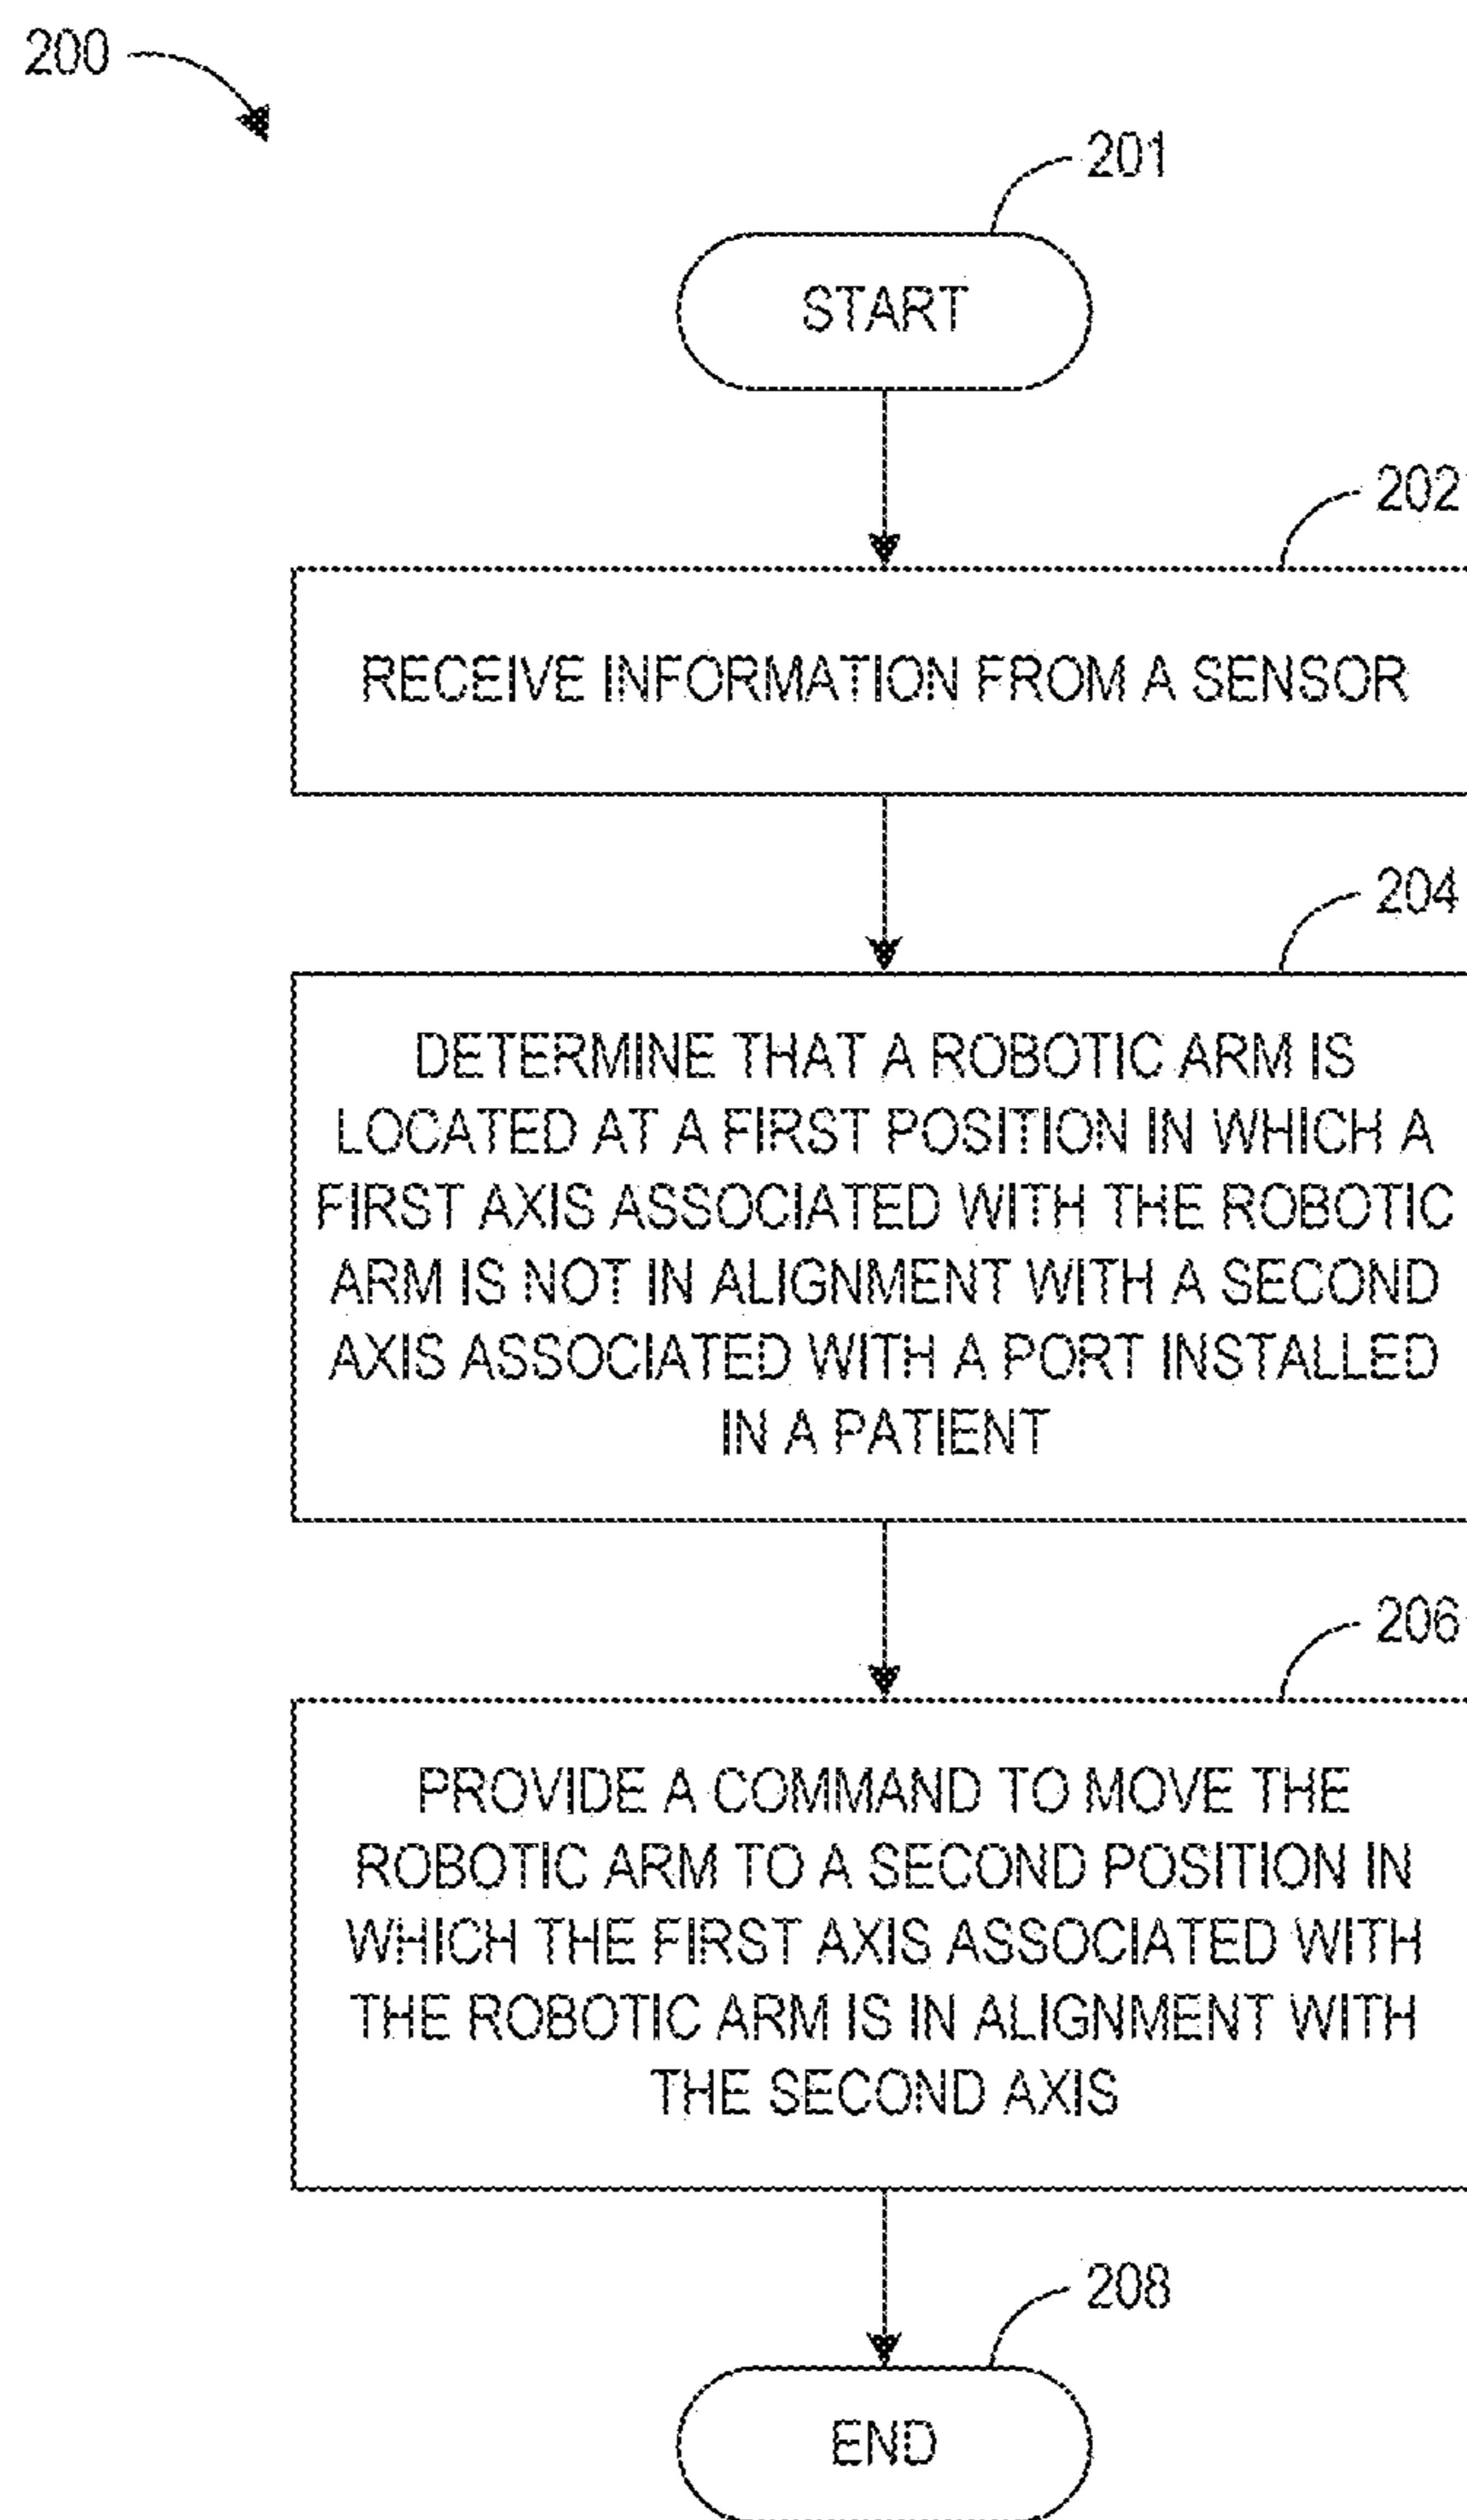 200
201
START
202
RECEIVE INFORMATION FROM A SENSOR
204
DETERMINE THAT A ROBOTIC ARM IS
LOCATED AT A FIRST POSITION IN WHICH A
FIRST AXIS ASSOCIATED WITH THE ROBOTIC
ARM IS NOT IN ALIGNMENT WITH A SECOND
AXIS ASSOCIATED WITH A PORT INSTALLED
IN A PATIENT
206
PROVIDE A COMMAND TO MOVE THE
ROBOTIC ARM TO A SECOND POSITION IN
WHICH THE FIRST AXIS ASSOCIATED WITH
THE ROBOTIC ARM IS IN ALIGNMENT WITH
THE SECOND AXIS
208
END